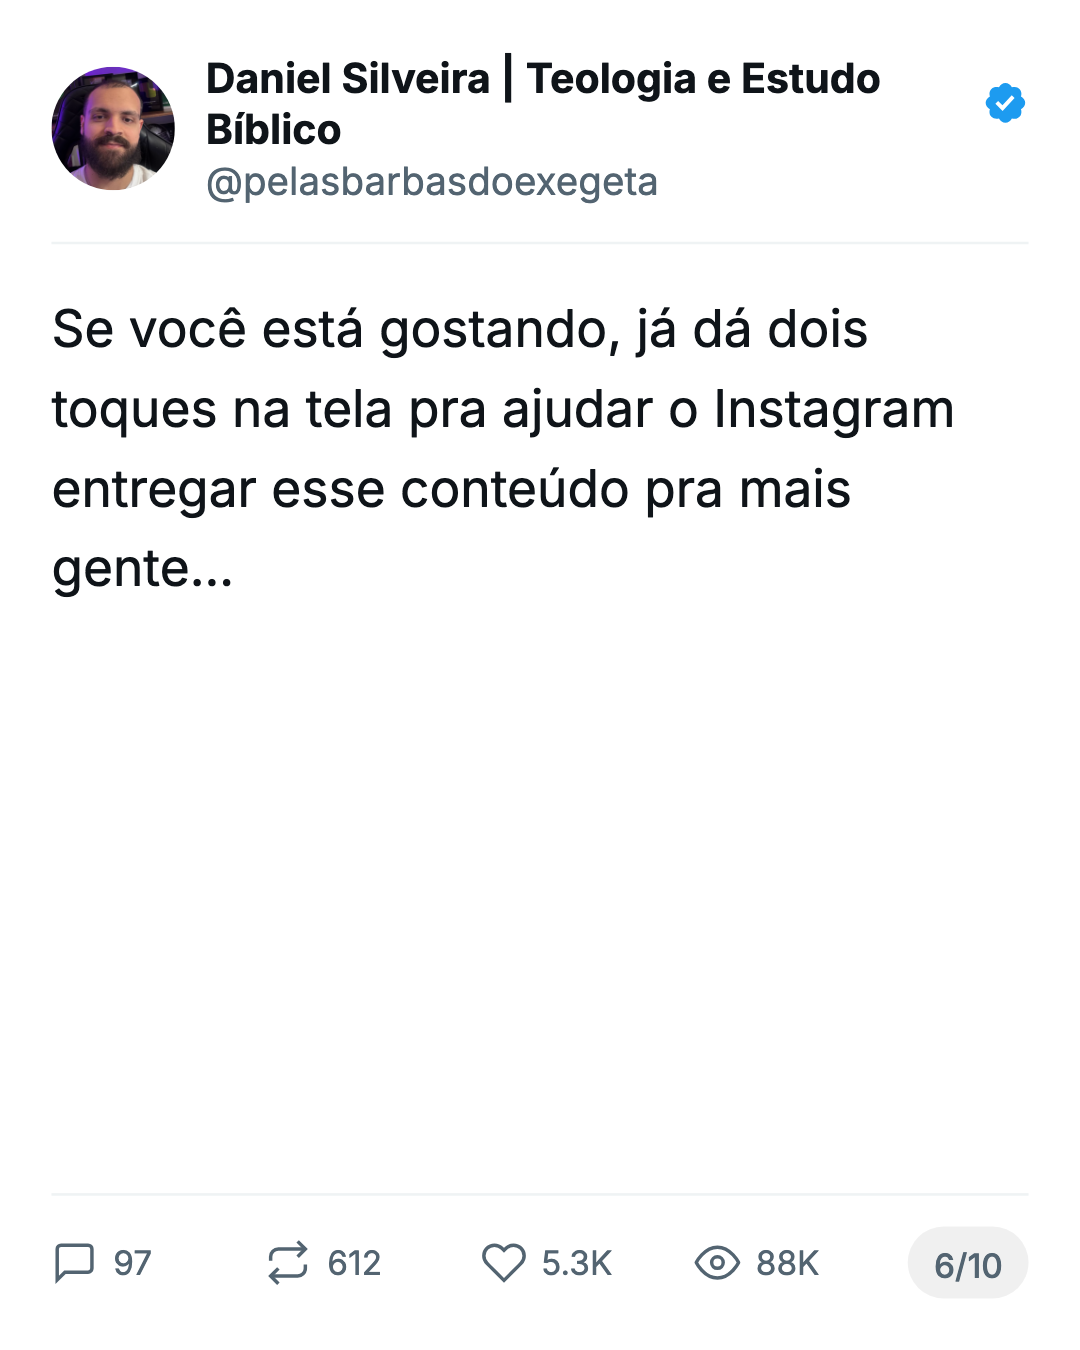 Daniel Silveira | Teologia e Estudo
Bíblico
@pelasbarbasdoexegeta
Se você está gostando, já dá dois
toques na tela pra ajudar o Instagram
entregar esse conteúdo pra mais
gente...
97 612 5.3K 88K 6/10